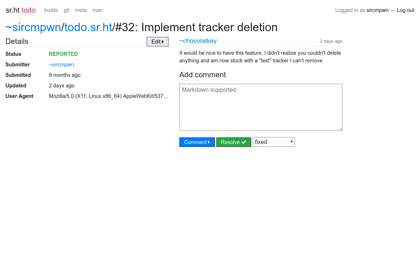 sr.ht todo builds git meta man Logged in as sircmpwn — Log out
~sircmpwn/todo.sr.ht/#32: Implement tracker deletion
Details Edit
Status REPORTED
Submitter ~sircmpwn
Submitted 9 months ago
Updated 2 days ago
User Agent Mozilla/5.0 (X11; Linux x86_64) AppleWebKit/537…
~chocolatkey 2 days ago
It would be nice to have this feature, I didn't realize you couldn't delete
anything and am now stuck with a "test" tracker I can't remove
Add comment
Markdown supported
Comment Resolve fixed